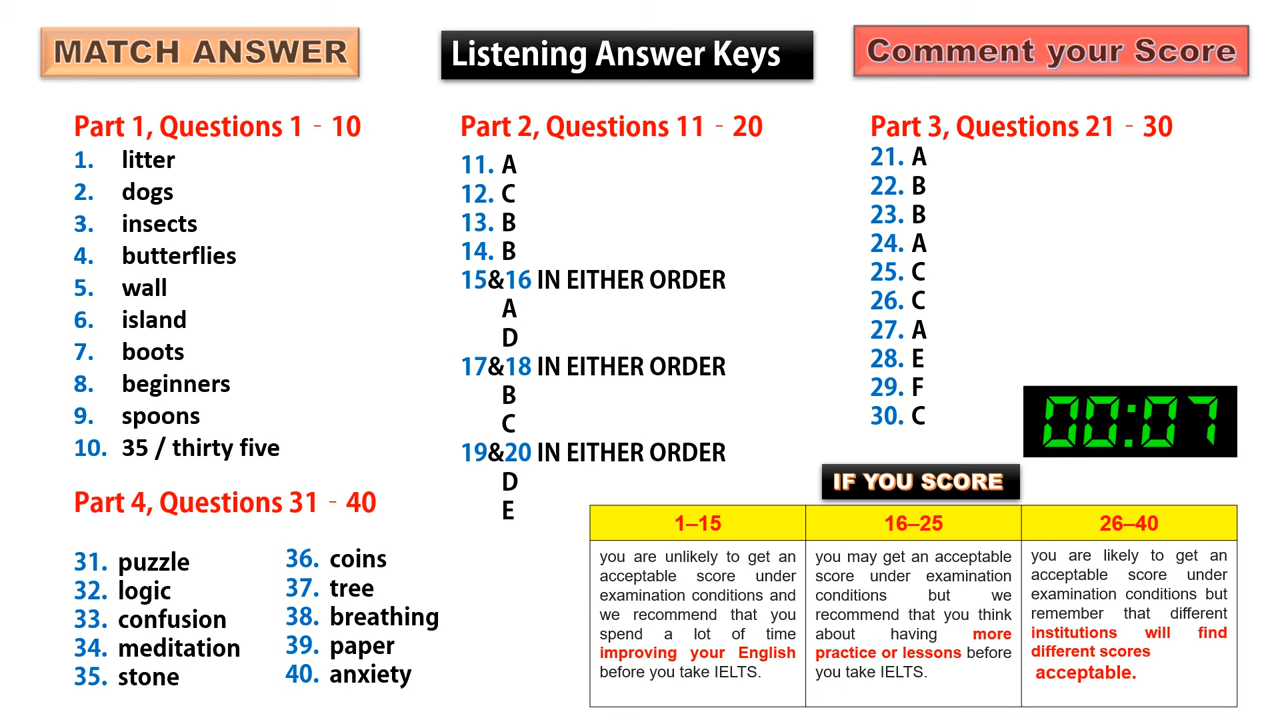 MATCH ANSWER
Listening Answer Keys
Comment your Score
Part 1, Questions 1 - 10
1. litter
2. dogs
3. insects
4. butterflies
5. wall
6. island
7. boots
8. beginners
9. spoons
10. 35 / thirty five
Part 2, Questions 11 - 20
11. A
12. C
13. B
14. B
15&16 IN EITHER ORDER
A
D
17&18 IN EITHER ORDER
B
C
19&20 IN EITHER ORDER
D
E
Part 3, Questions 21 - 30
21. A
22. B
23. B
24. A
25. C
26. C
27. A
28. E
29. F
30. C
00:07
Part 4, Questions 31 - 40
31. puzzle
32. logic
33. confusion
34. meditation
35. stone
36. coins
37. tree
38. breathing
39. paper
40. anxiety
IF YOU SCORE
1–15
you are unlikely to get an
acceptable score under
examination conditions and
we recommend that you
spend a lot of time
improving your English
before you take IELTS.
16–25
you may get an acceptable
score under examination
conditions but we
recommend that you think
about having more
practice or lessons before
you take IELTS.
26–40
you are likely to get an
acceptable score under
examination conditions but
remember that different
institutions will find
different scores
acceptable.